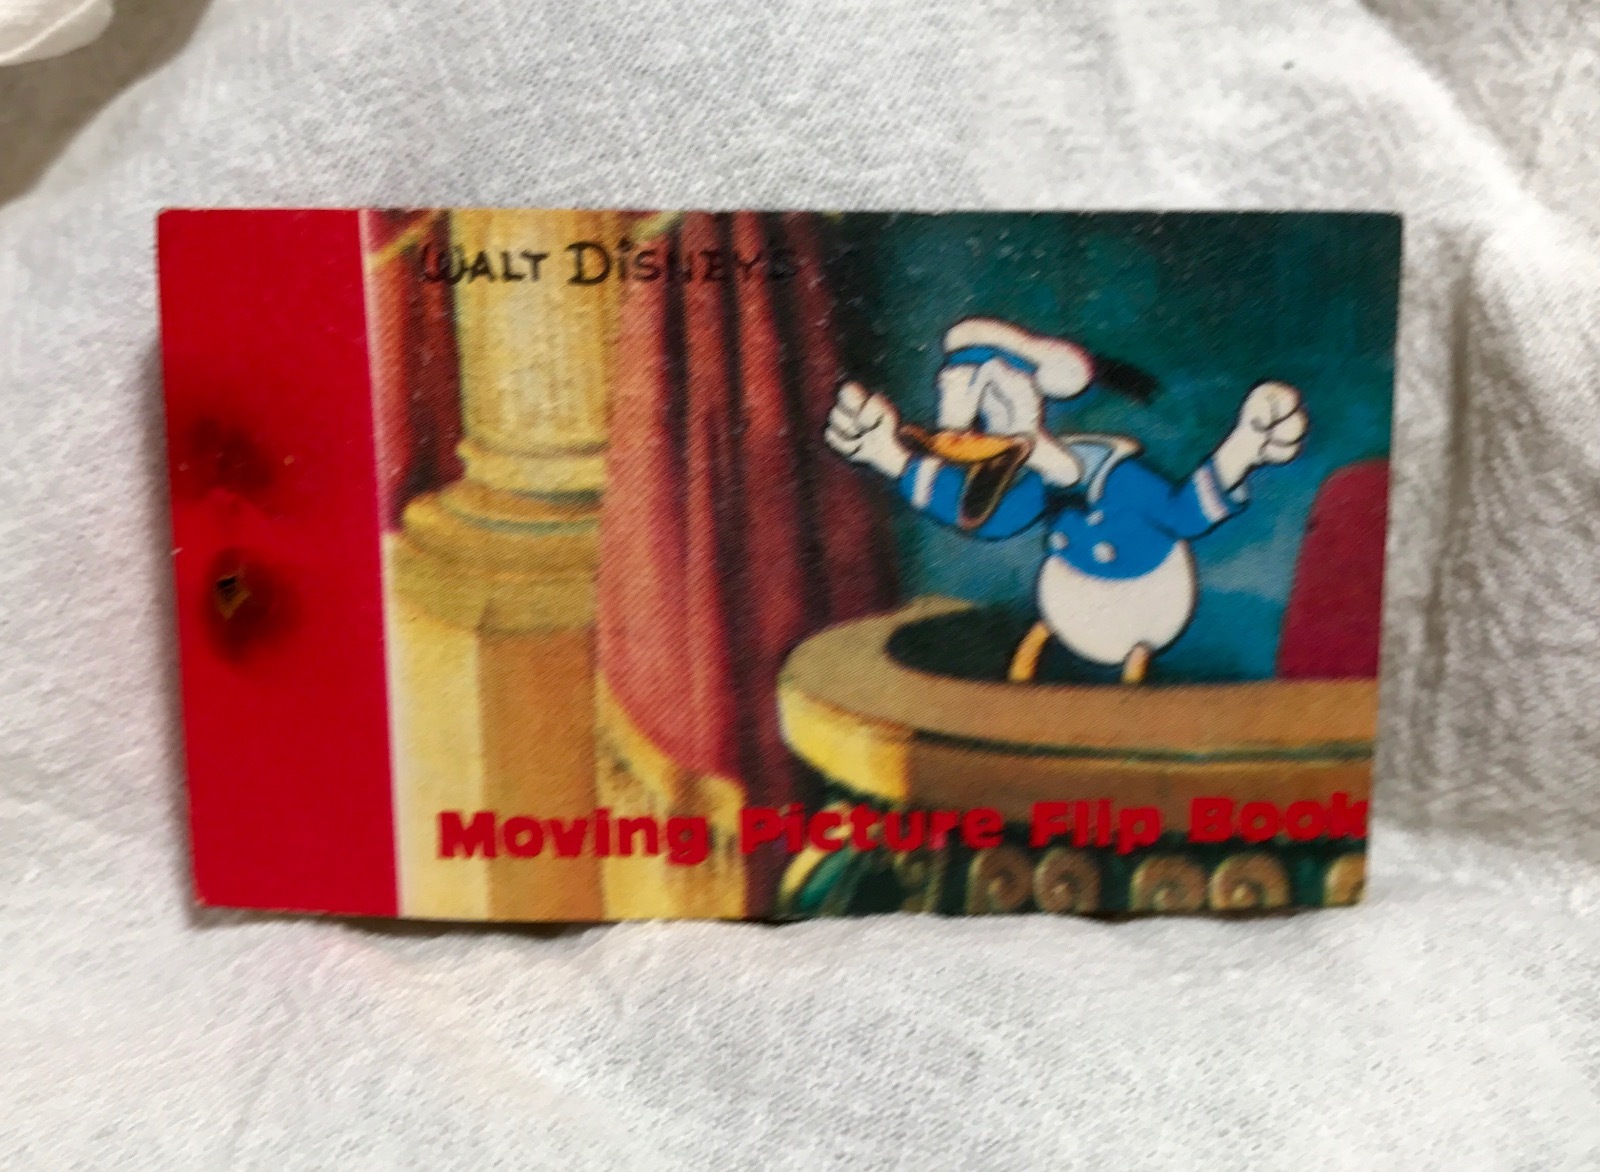 WALT DISNEY'S
Moving Picture Flip Book